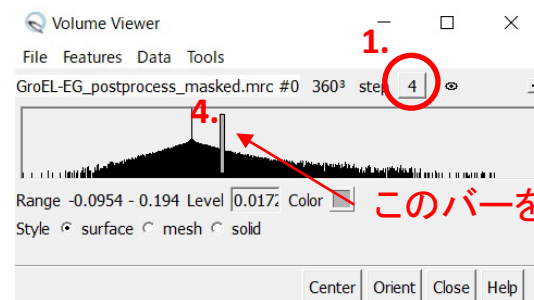 Volume Viewer
1.
File Features Data Tools
GroEL-EG_postprocess_masked.mrc #0 360³ step 4
4.
Range -0.0954 - 0.194 Level 0.0172 Color
このバーを
Style surface mesh solid
Center Orient Close Help